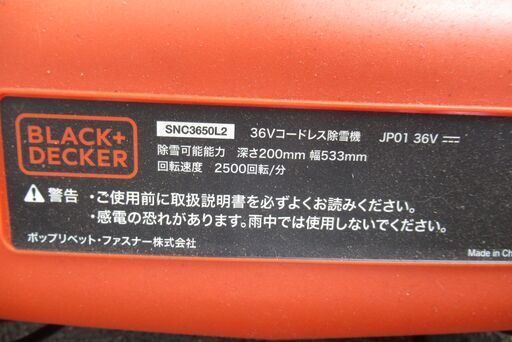 BLACK+
DECKER
SNC3650L2 36Vコードレス除雪機 JP01 36V
除雪可能能力 深さ200mm 幅533mm
回転速度 2500回転/分
警告 ・ご使用前に取扱説明書を必ずよくお読みください。
・感電の恐れがあります。雨中では使用しないでください。
ポップリベット・ファスナー株式会社
Made in Ch